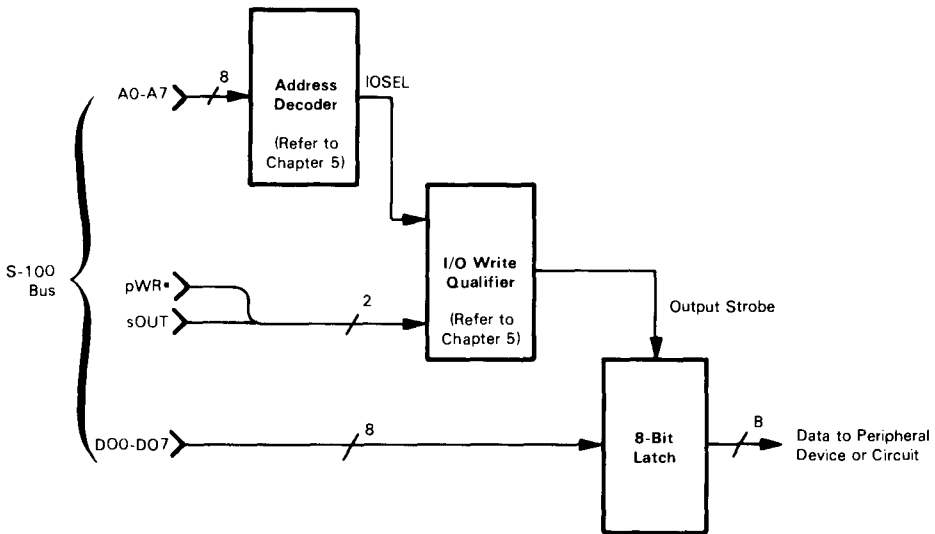 8
IOSEL
A0-A7
Address
Decoder
(Refer to
Chapter 5)
S-100
Bus
pWR*
sOUT
2
I/O Write
Qualifier
(Refer to
Chapter 5)
Output Strobe
DO0-DO7
8
8-Bit
Latch
B
Data to Peripheral
Device or Circuit